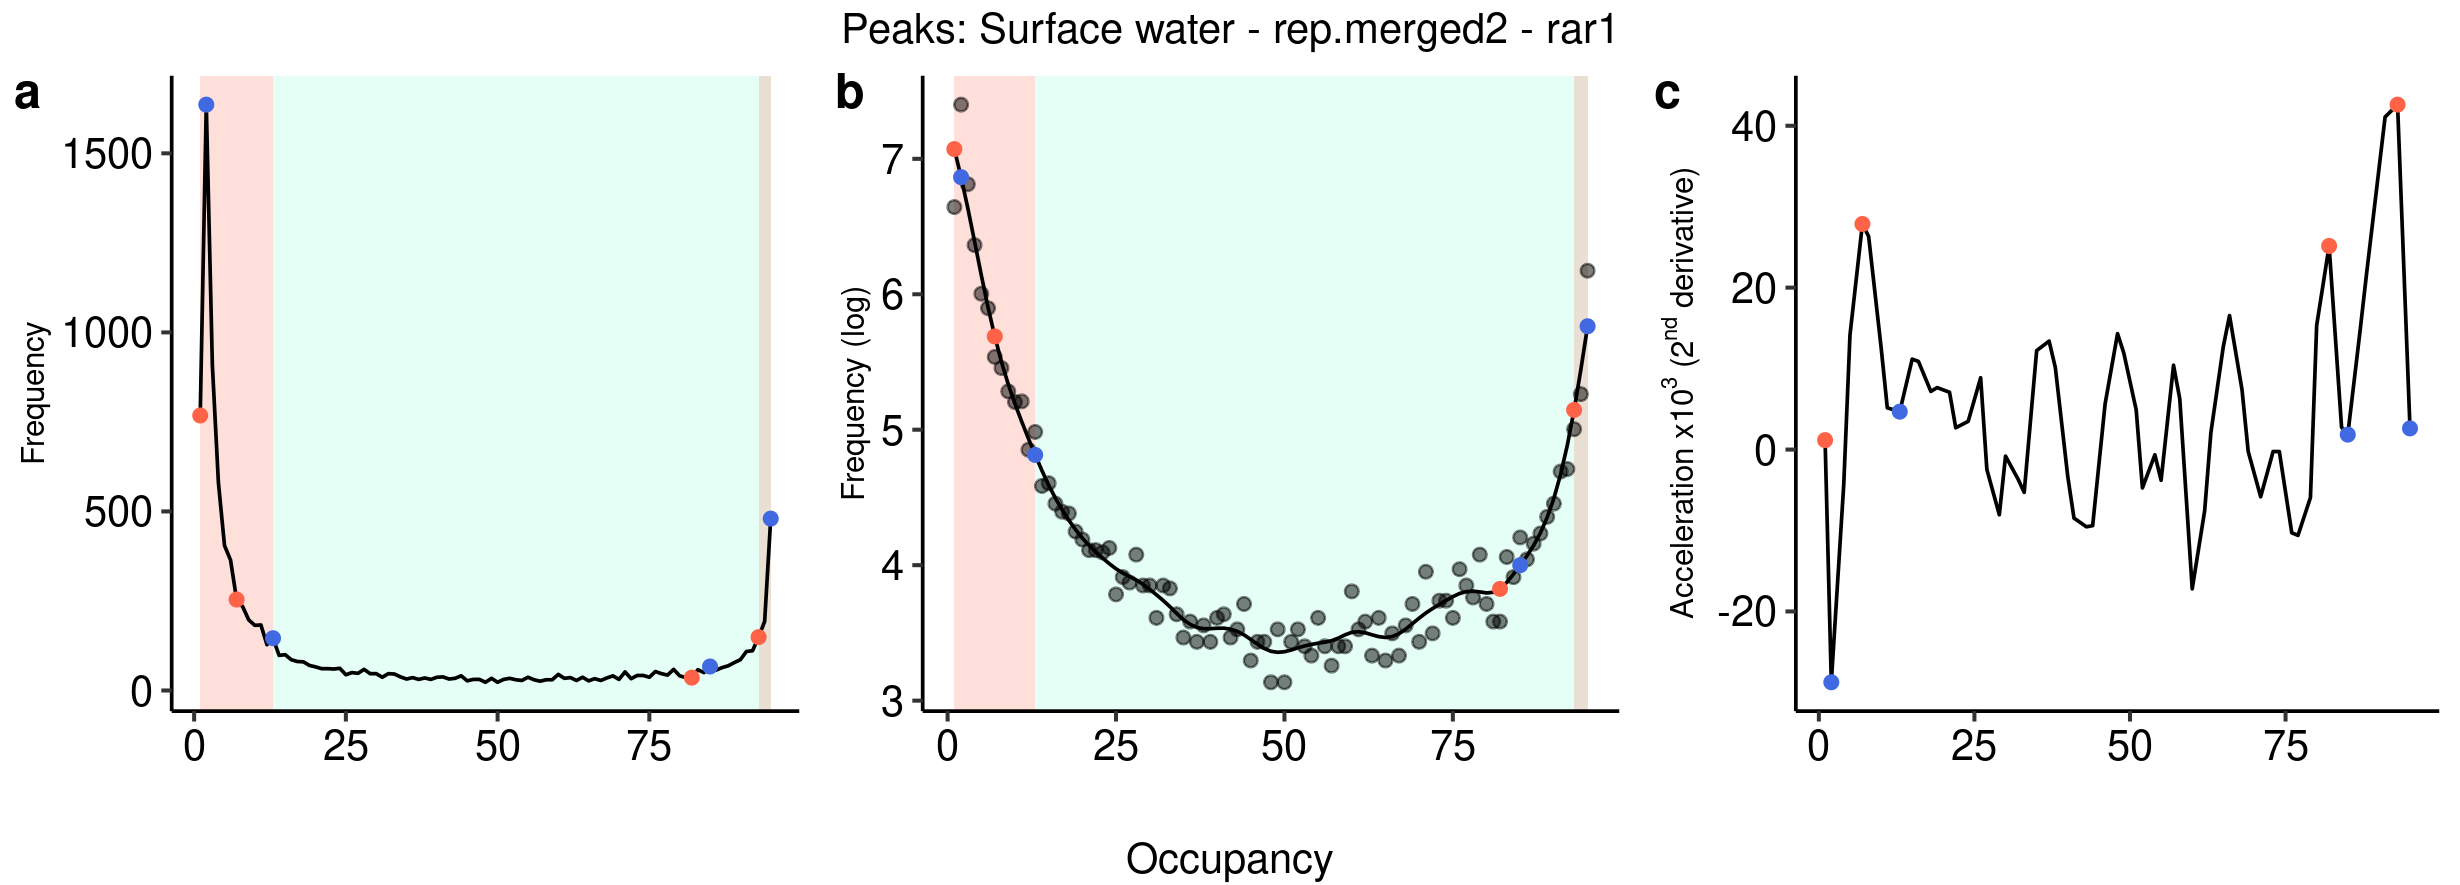 Peaks: Surface water - rep.merged2 - rar1
a
Frequency
1500
1000
500
0
0 25 50 75
b
Frequency (log)
7
6
5
4
3
0 25 50 75
c
Acceleration x10³ (2ⁿᵈ derivative)
40
20
0
-20
0 25 50 75
Occupancy